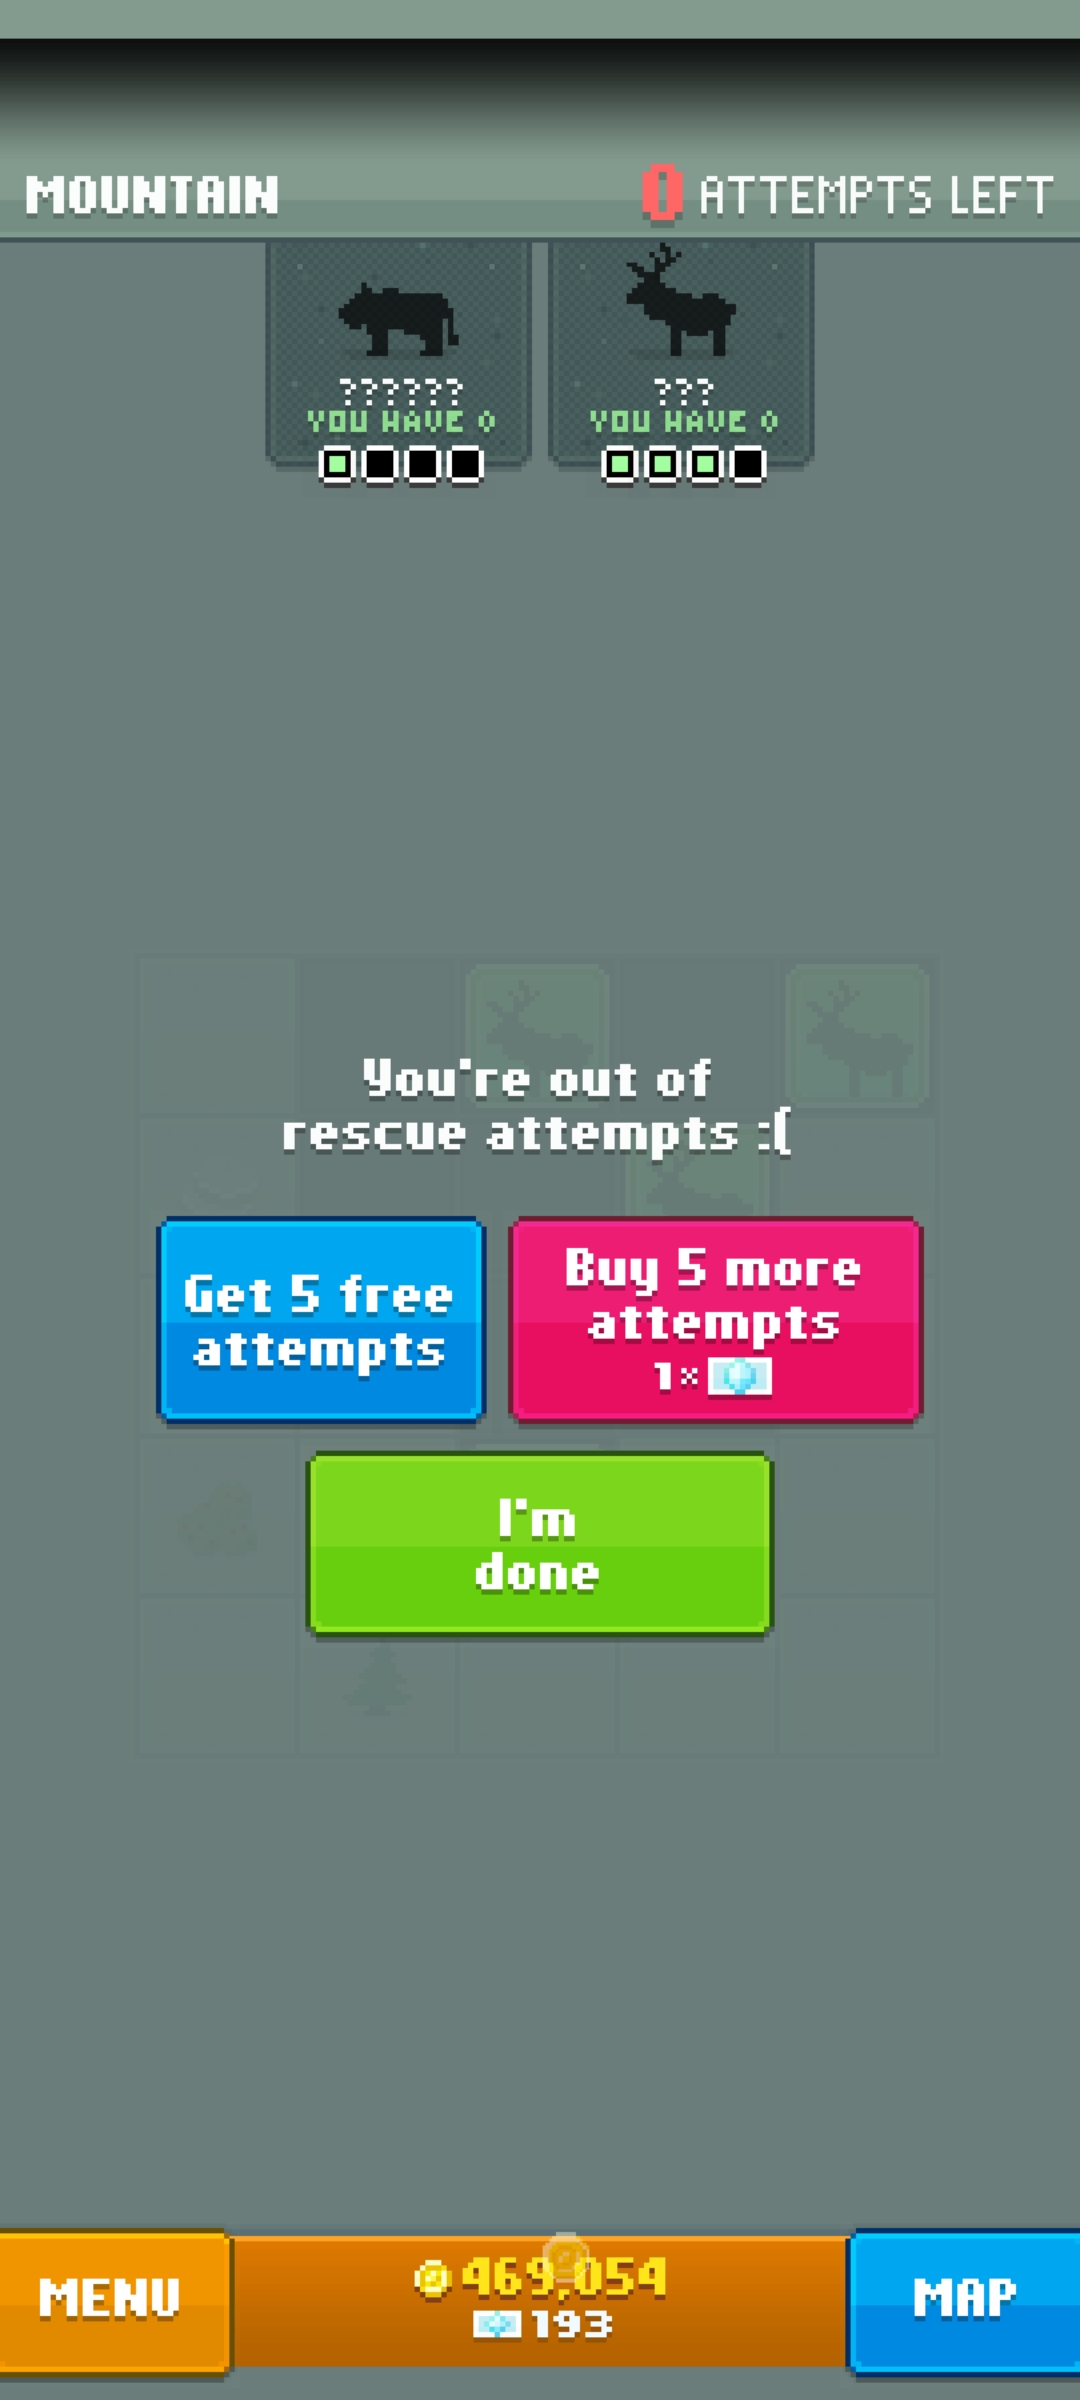 MOUNTAIN
0 ATTEMPTS LEFT
??????
YOU HAVE 0
???
YOU HAVE 0
You're out of
rescue attempts :(
Get 5 free
attempts
Buy 5 more
attempts
1×
I'm
done
MENU
469,054
193
MAP